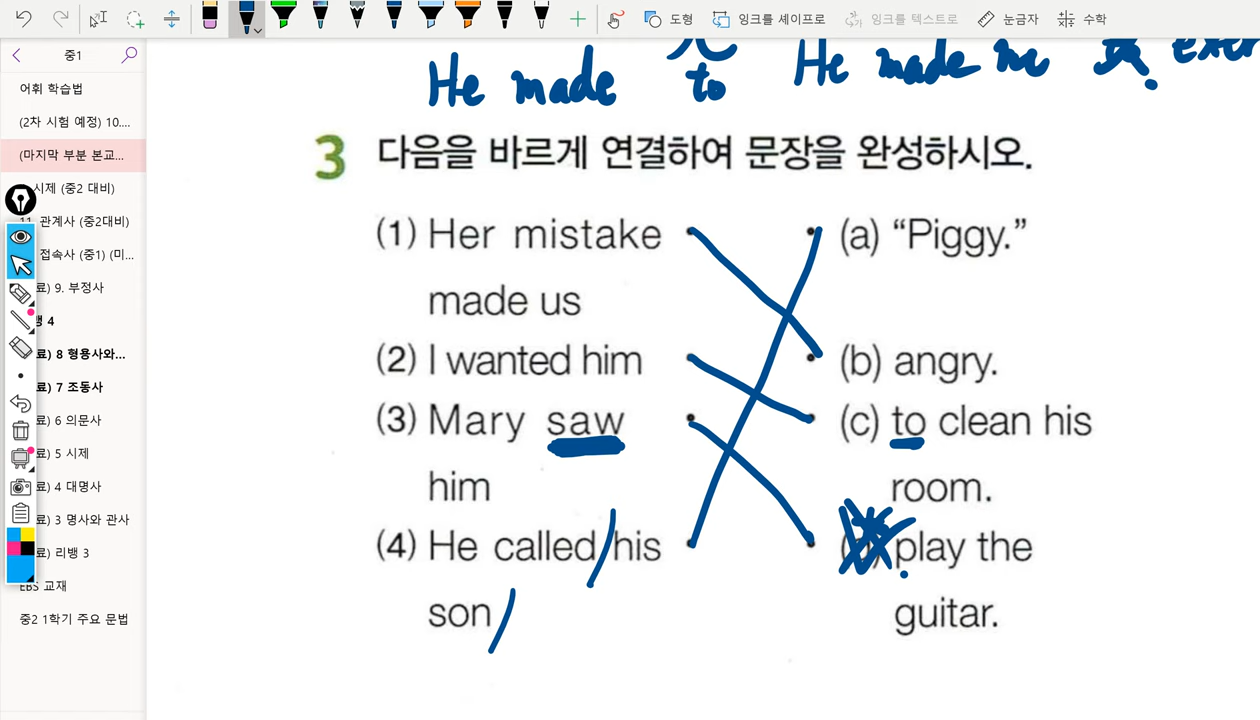 도형
잉크를 셰이프로
잉크를 텍스트로
눈금자
수학
중1
어휘 학습법
(2차 시험 예정) 10....
(마지막 부분 본교...
시제 (중2 대비)
11. 관계사 (중2대비)
접속사 (중1) (미...
료) 9. 부정사
뱅 4
료) 8 형용사와...
료) 7 조동사
료) 6 의문사
료) 5 시제
료) 4 대명사
료) 3 명사와 관사
료) 리뱅 3
EBS 교재
중2 1학기 주요 문법
He made to He made me
3 다음을 바르게 연결하여 문장을 완성하시오.
(1) Her mistake (a) “Piggy.”
made us
(2) I wanted him (b) angry.
(3) Mary saw (c) to clean his
him room.
(4) He called his play the
son guitar.